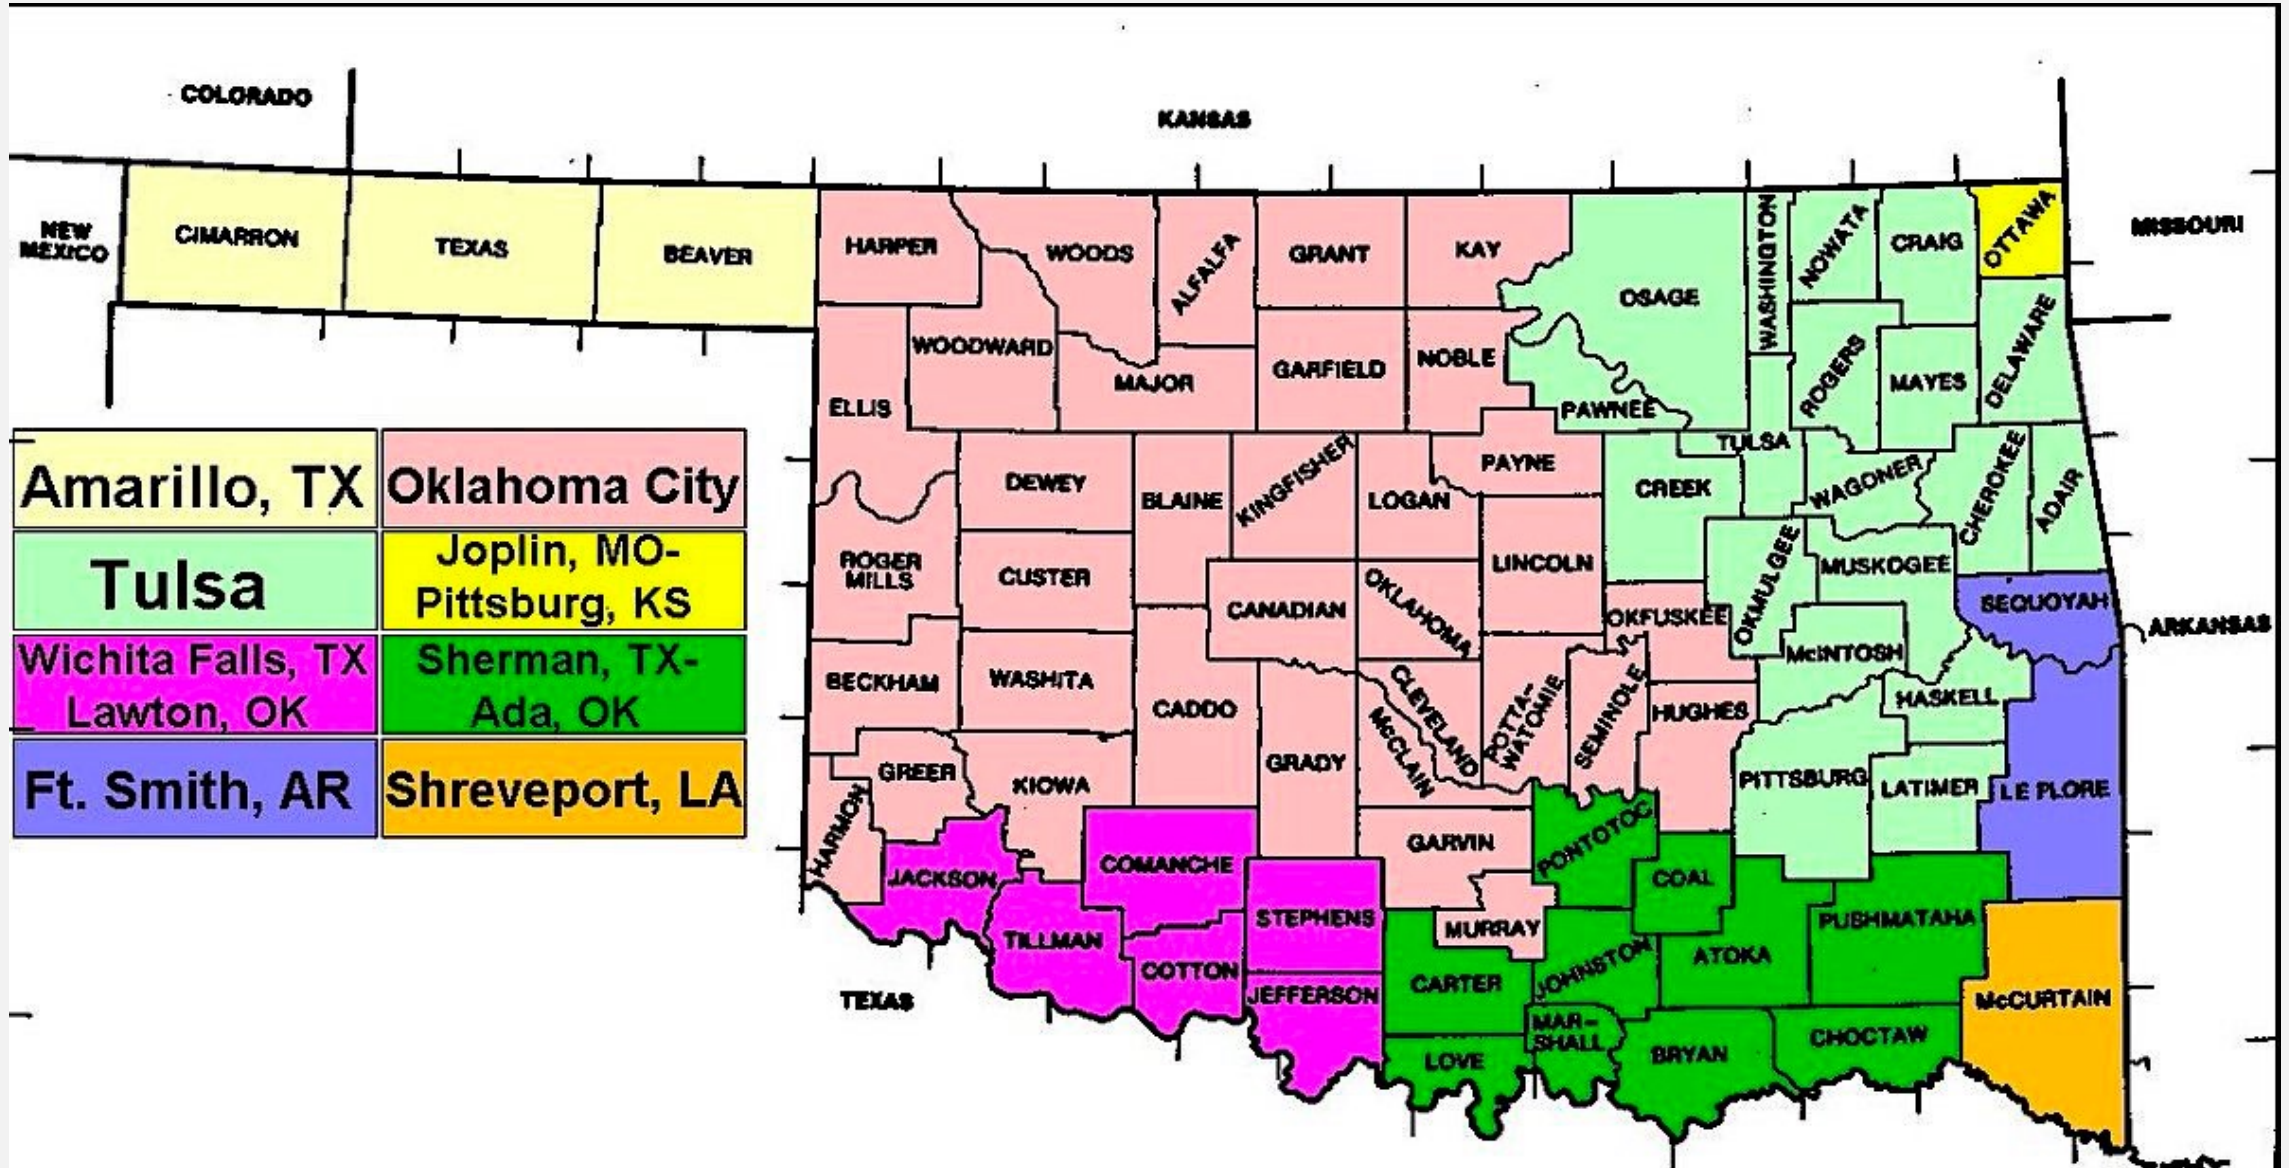 COLORADO
KANSAS
NEW
MEXICO
CIMARRON
TEXAS
BEAVER
HARPER
WOODS
ALFALFA
GRANT
KAY
OSAGE
WASHINGTON
NOWATA
CRAIG
OTTAWA
MISSOURI
WOODWARD
MAJOR
GARFIELD
NOBLE
PAWNEE
ROGERS
MAYES
DELAWARE
ELLIS
TULSA
Amarillo, TX
Oklahoma City
DEWEY
BLAINE
KINGFISHER
LOGAN
PAYNE
CREEK
WAGONER
CHEROKEE
ADAIR
Tulsa
Joplin, MO-
Pittsburg, KS
ROGER
MILLS
CUSTER
CANADIAN
OKLAHOMA
LINCOLN
OKFUSKEE
OKMULGEE
MUSKOGEE
SEQUOYAH
ARKANSAS
Wichita Falls, TX
Lawton, OK
Sherman, TX-
Ada, OK
BECKHAM
WASHITA
CADDO
GRADY
CLEVELAND
McCLAIN
POTTA-
WATOMIE
SEMINOLE
HUGHES
McINTOSH
HASKELL
Ft. Smith, AR
Shreveport, LA
HARMON
GREER
KIOWA
PITTSBURG
LATIMER
LE FLORE
JACKSON
COMANCHE
STEPHENS
GARVIN
PONTOTOC
COAL
TILLMAN
COTTON
MURRAY
ATOKA
PUSHMATAHA
TEXAS
JEFFERSON
CARTER
JOHNSTON
McCURTAIN
LOVE
MAR-
SHALL
BRYAN
CHOCTAW